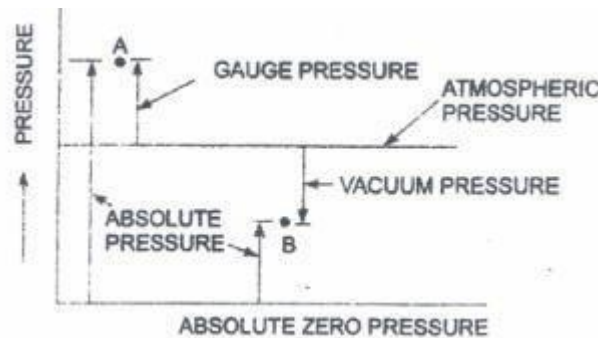 PRESSURE
A
GAUGE PRESSURE
ATMOSPHERIC
PRESSURE
VACUUM PRESSURE
ABSOLUTE
PRESSURE
B
ABSOLUTE ZERO PRESSURE